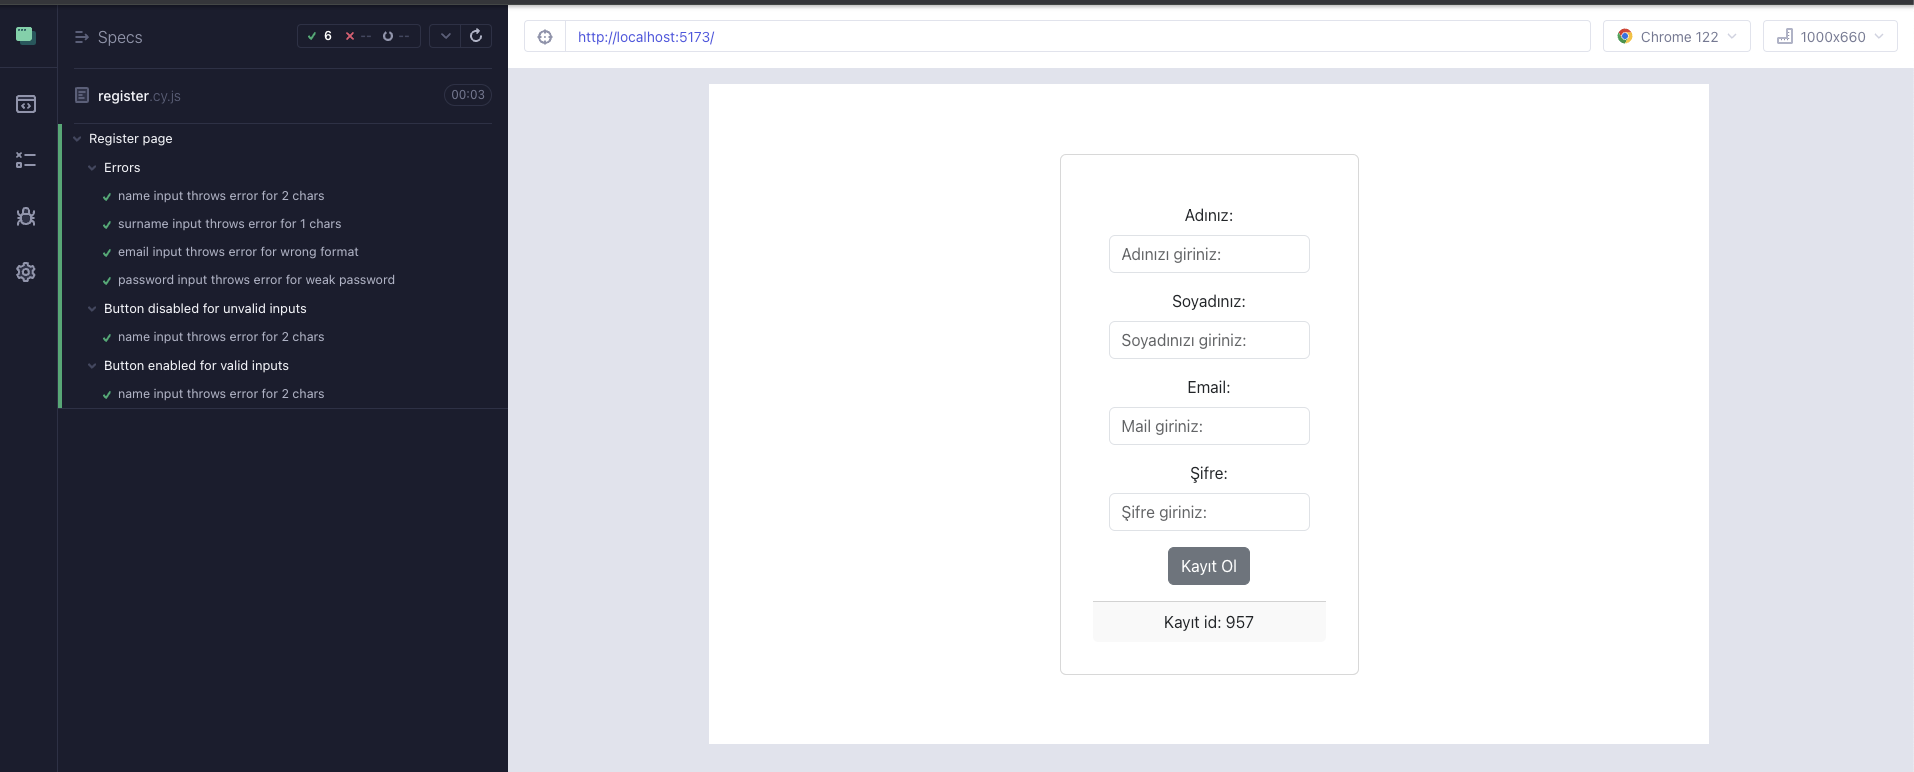 Specs
6 -- --
register.cy.js
00:03
Register page
Errors
name input throws error for 2 chars
surname input throws error for 1 chars
email input throws error for wrong format
password input throws error for weak password
Button disabled for unvalid inputs
name input throws error for 2 chars
Button enabled for valid inputs
name input throws error for 2 chars
http://localhost:5173/
Chrome 122
1000x660
Adınız:
Adınızı giriniz:
Soyadınız:
Soyadınızı giriniz:
Email:
Mail giriniz:
Şifre:
Şifre giriniz:
Kayıt Ol
Kayıt id: 957